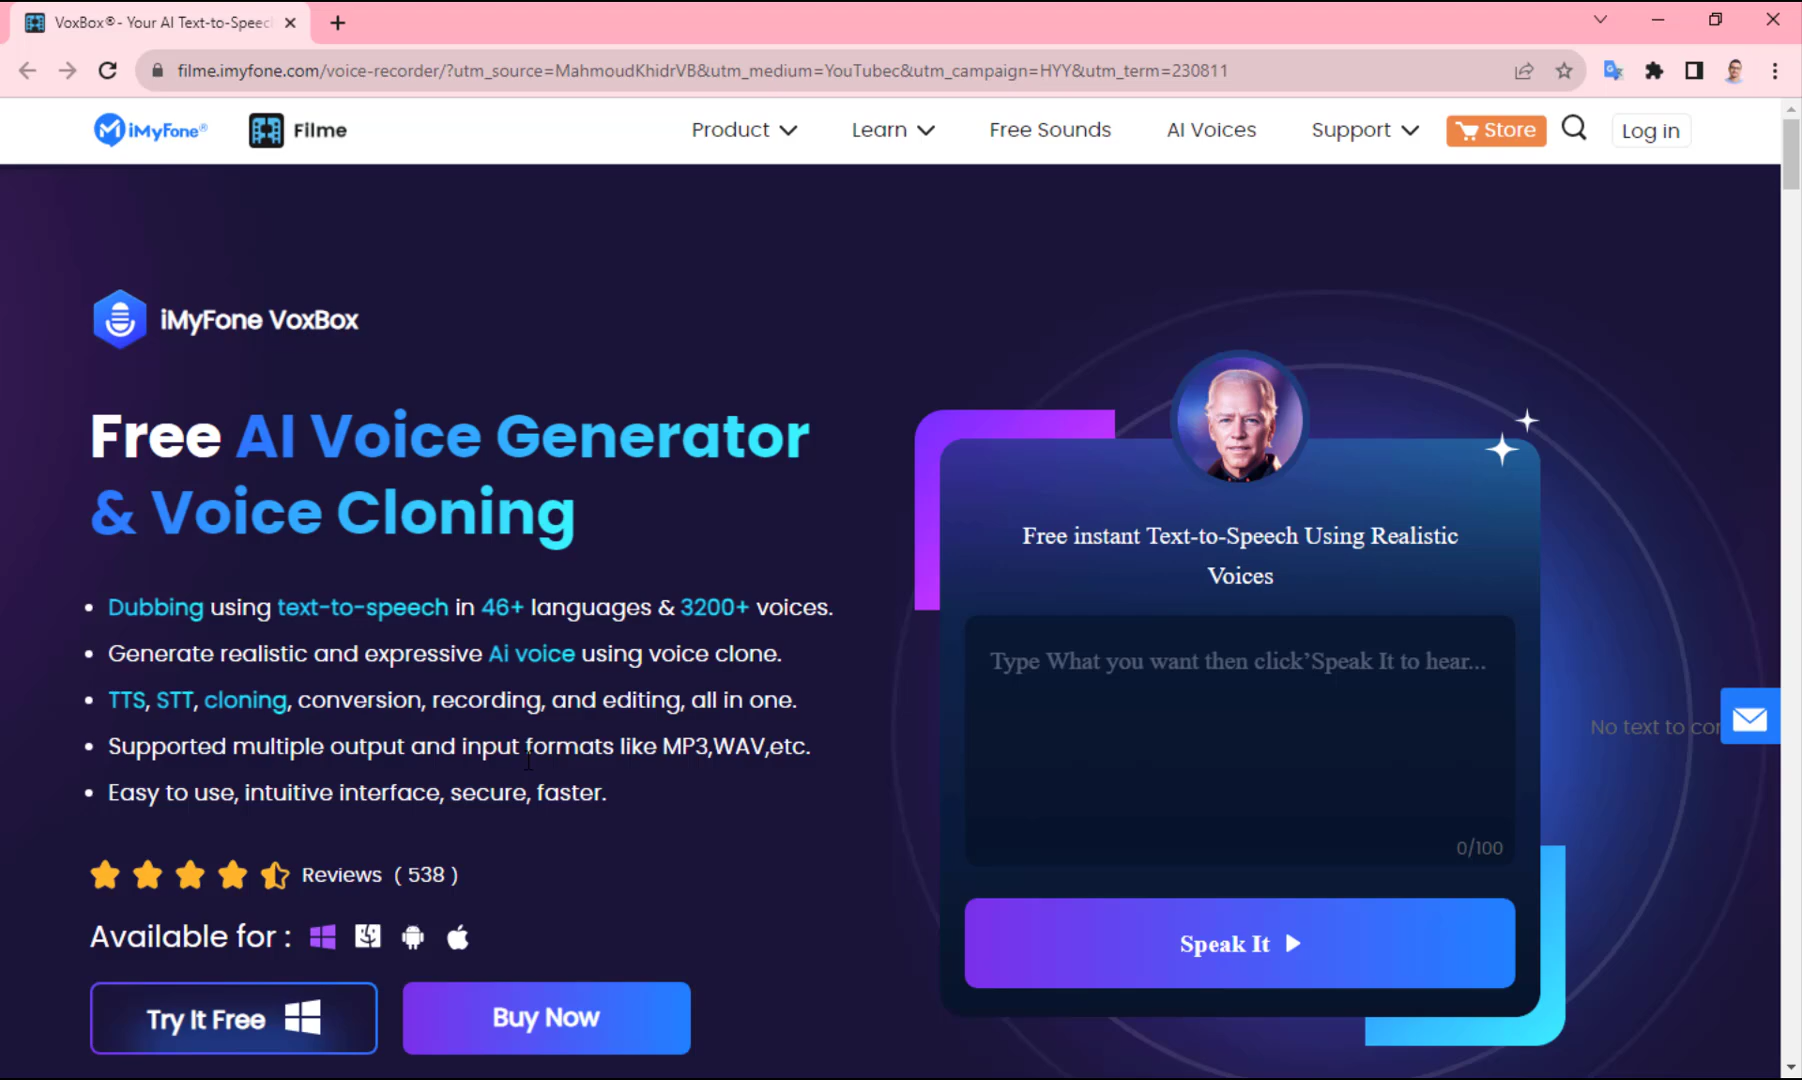 VoxBox®- Your AI Text-to-Speec
filme.imyfone.com/voice-recorder/?utm_source=MahmoudKhidrVB&utm_medium=YouTubec&utm_campaign=HYY&utm_term=230811
iMyFone® Filme Product Learn Free Sounds AI Voices Support Store Log in
iMyFone VoxBox
Free AI Voice Generator
& Voice Cloning
• Dubbing using text-to-speech in 46+ languages & 3200+ voices.
• Generate realistic and expressive Ai voice using voice clone.
• TTS, STT, cloning, conversion, recording, and editing, all in one.
• Supported multiple output and input formats like MP3,WAV,etc.
• Easy to use, intuitive interface, secure, faster.
Reviews ( 538 )
Available for :
Try It Free
Buy Now
Free instant Text-to-Speech Using Realistic
Voices
Type What you want then click’Speak It to hear...
0/100
Speak It
No text to cor